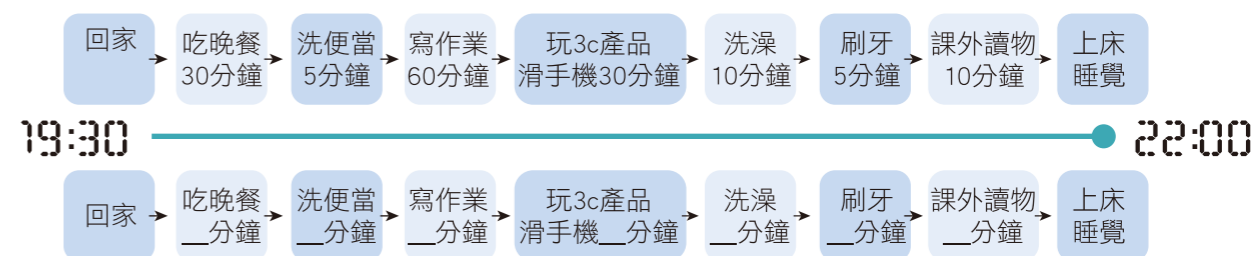 回家
吃晚餐
30分鐘
洗便當
5分鐘
寫作業
60分鐘
玩3c產品
滑手機30分鐘
洗澡
10分鐘
刷牙
5分鐘
課外讀物
10分鐘
上床
睡覺
19:30
22:00
回家
吃晚餐
__分鐘
洗便當
__分鐘
寫作業
__分鐘
玩3c產品
滑手機__分鐘
洗澡
__分鐘
刷牙
__分鐘
課外讀物
__分鐘
上床
睡覺